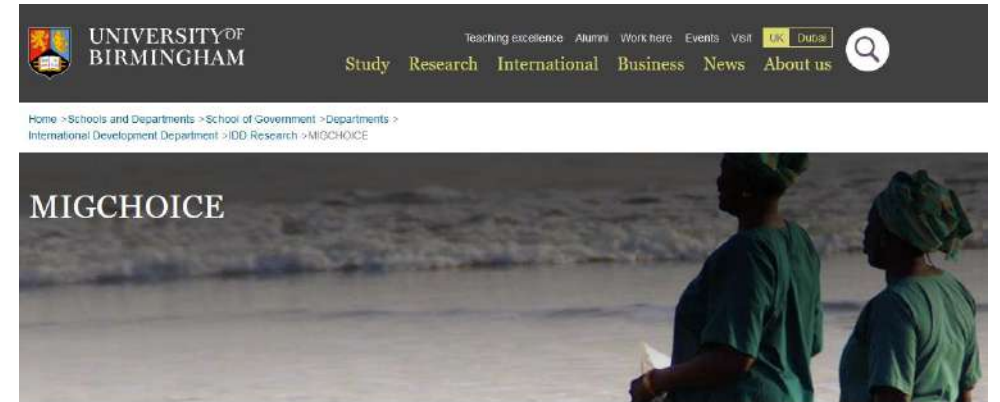 UNIVERSITY OF
BIRMINGHAM
Teaching excellence Alumni Work here Events Visit UK Dubai
Study Research International Business News About us
Home >Schools and Departments >School of Government >Departments >
International Development Department >IDD Research >MIGCHOICE
MIGCHOICE